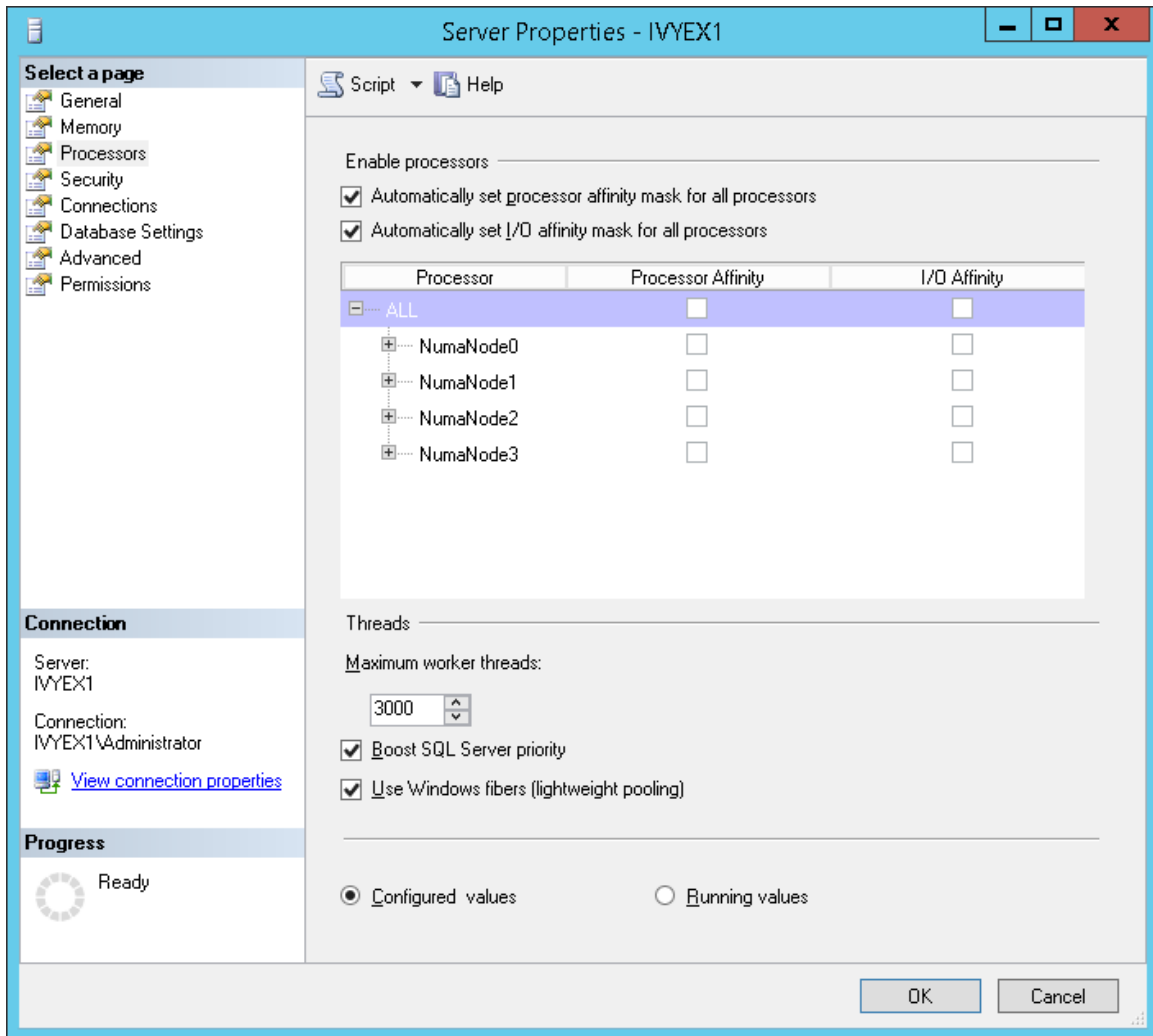 Server Properties - IVYEX1
Select a page
General
Memory
Processors
Security
Connections
Database Settings
Advanced
Permissions
Script
Help
Enable processors
Automatically set processor affinity mask for all processors
Automatically set I/O affinity mask for all processors
Processor Processor Affinity I/O Affinity
ALL
NumaNode0
NumaNode1
NumaNode2
NumaNode3
Threads
Maximum worker threads:
3000
Boost SQL Server priority
Use Windows fibers (lightweight pooling)
Configured values
Running values
Connection
Server:
IVYEX1
Connection:
IVYEX1\Administrator
View connection properties
Progress
Ready
OK
Cancel